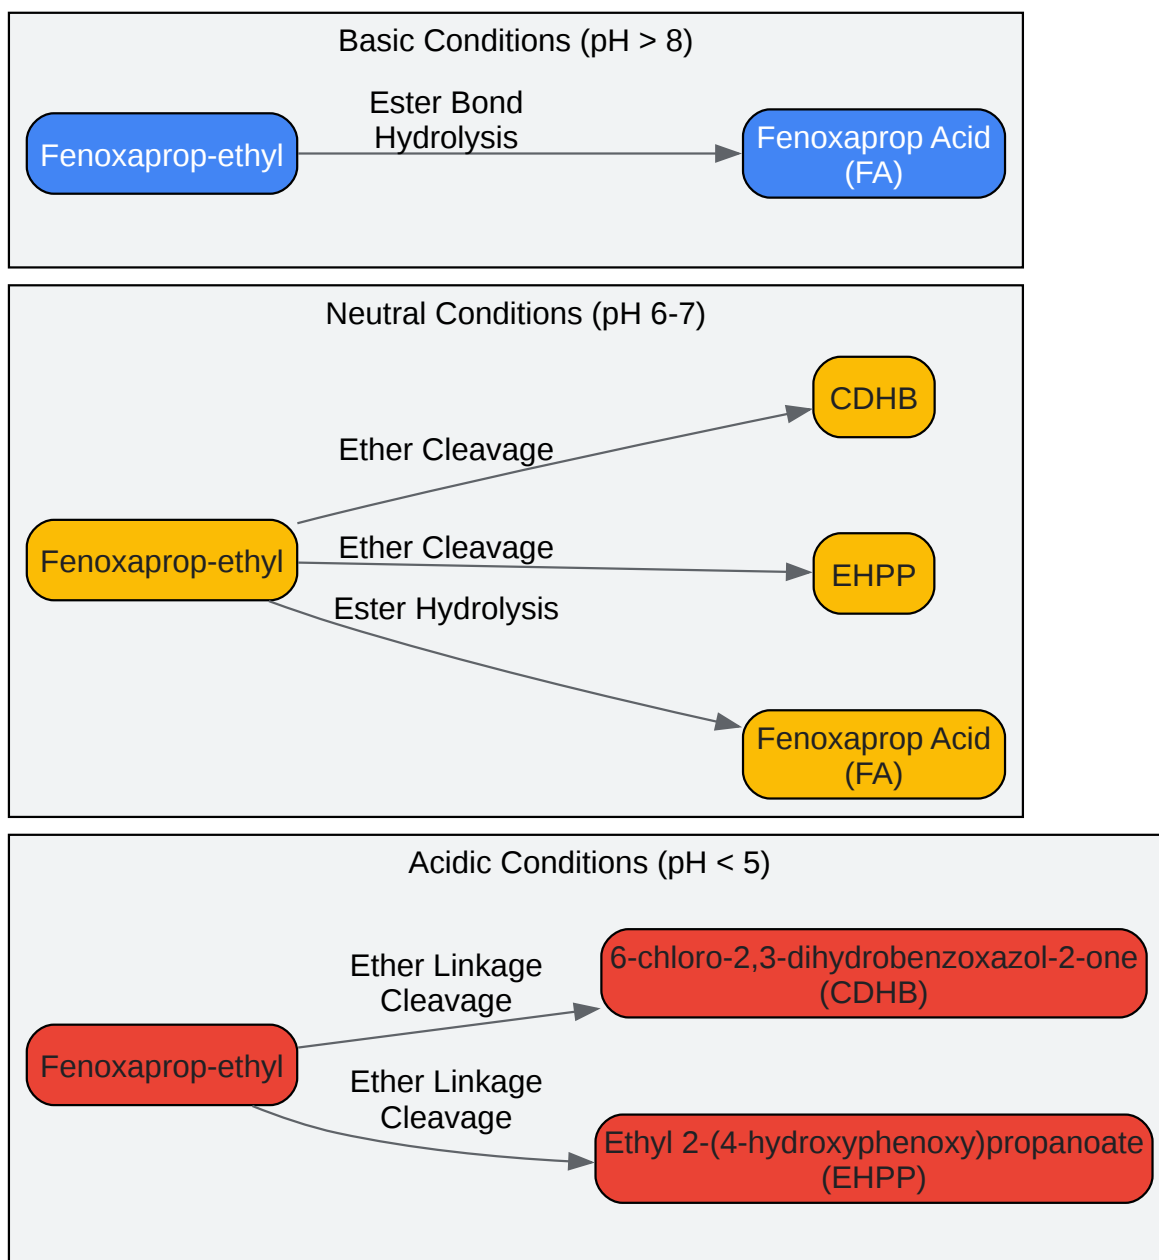 Basic Conditions (pH > 8)
Ester Bond
Hydrolysis
Fenoxaprop-ethyl
Fenoxaprop Acid
(FA)
Neutral Conditions (pH 6-7)
CDHB
Ether Cleavage
Fenoxaprop-ethyl
Ether Cleavage
EHPP
Ester Hydrolysis
Fenoxaprop Acid
(FA)
Acidic Conditions (pH < 5)
Ether Linkage
Cleavage
6-chloro-2,3-dihydrobenzoxazol-2-one
(CDHB)
Fenoxaprop-ethyl
Ether Linkage
Cleavage
Ethyl 2-(4-hydroxyphenoxy)propanoate
(EHPP)